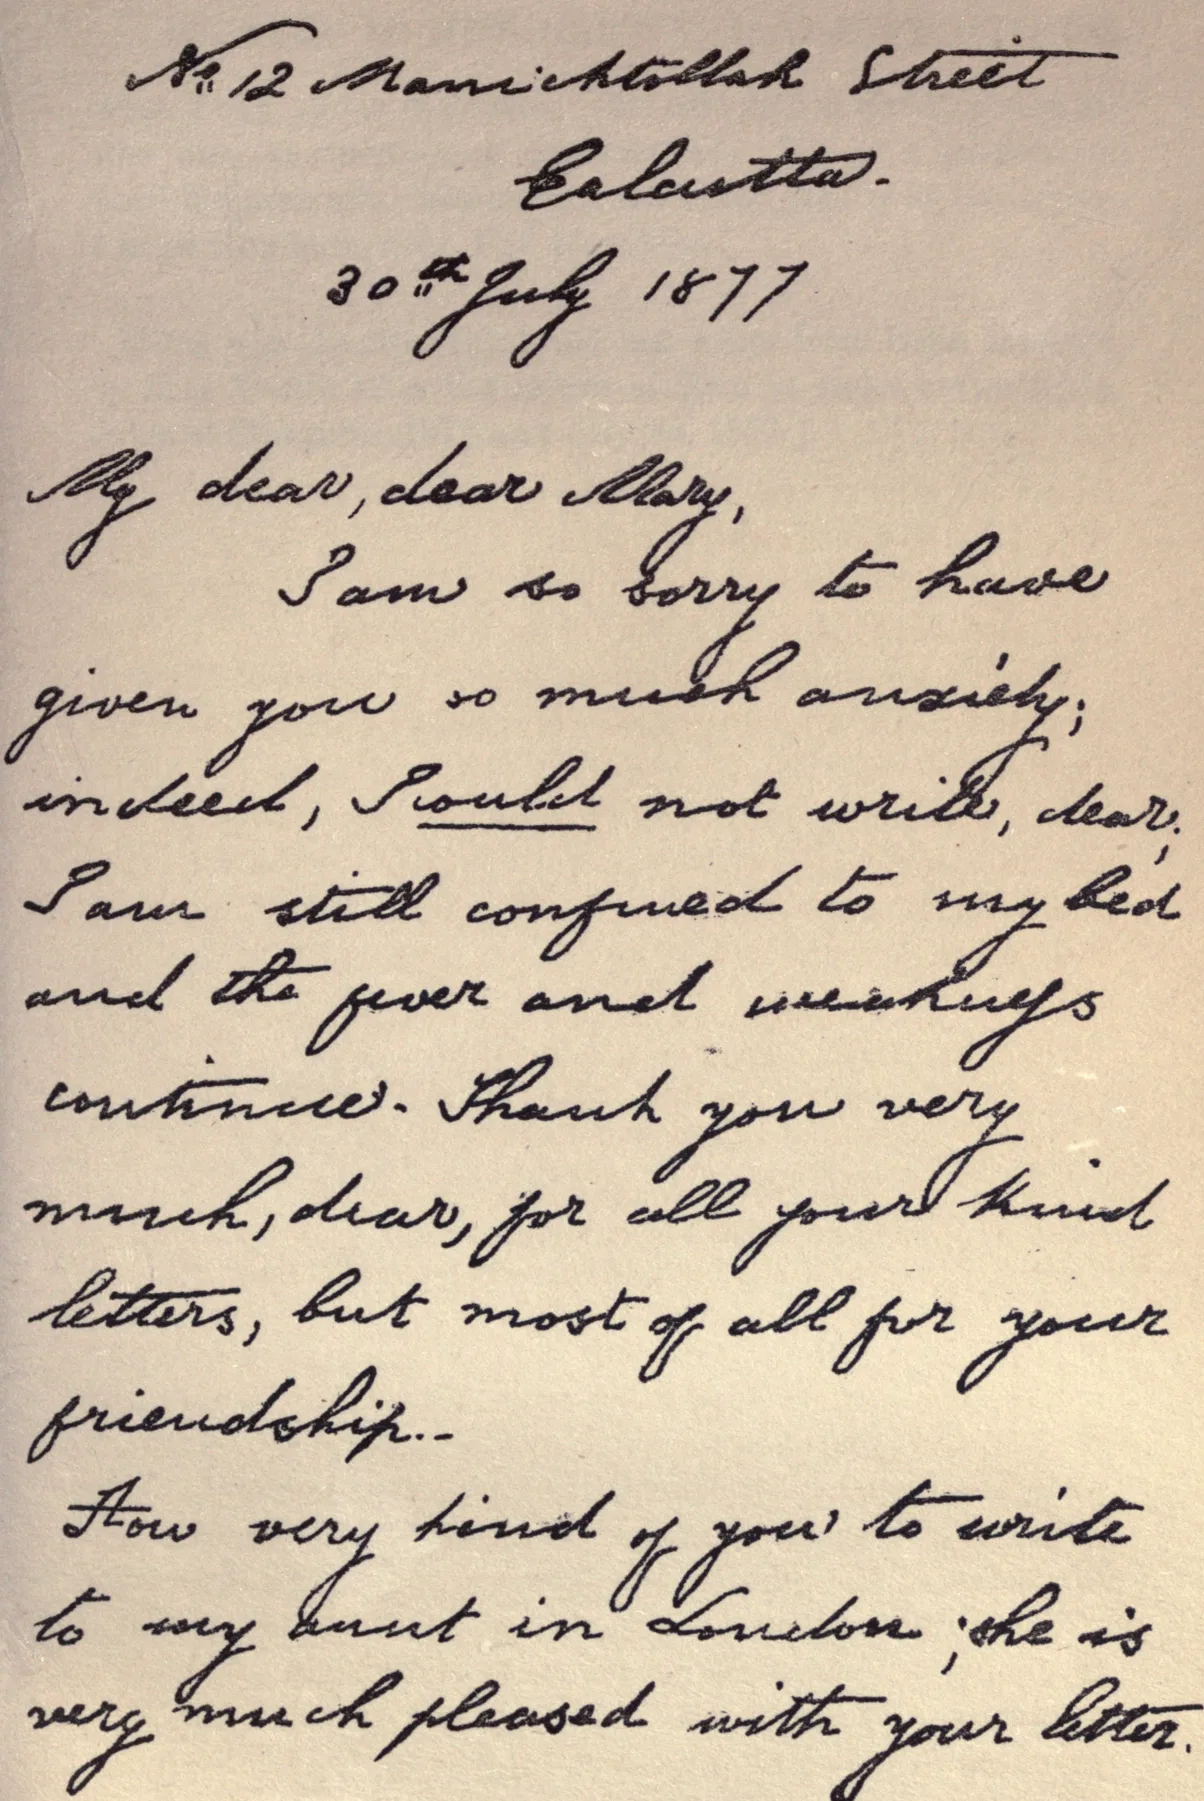 No. 12 Manicktollah Street
Calcutta.
30th July 1877
My dear, dear Mary,
I am so sorry to have
given you so much anxiety;
indeed, I could not write, dear;
I am still confined to my bed
and the fever and weakness
continue. Thank you very
much, dear, for all your kind
letters, but most of all for your
friendship..
How very kind of you to write
to my aunt in London; she is
very much pleased with your letter.